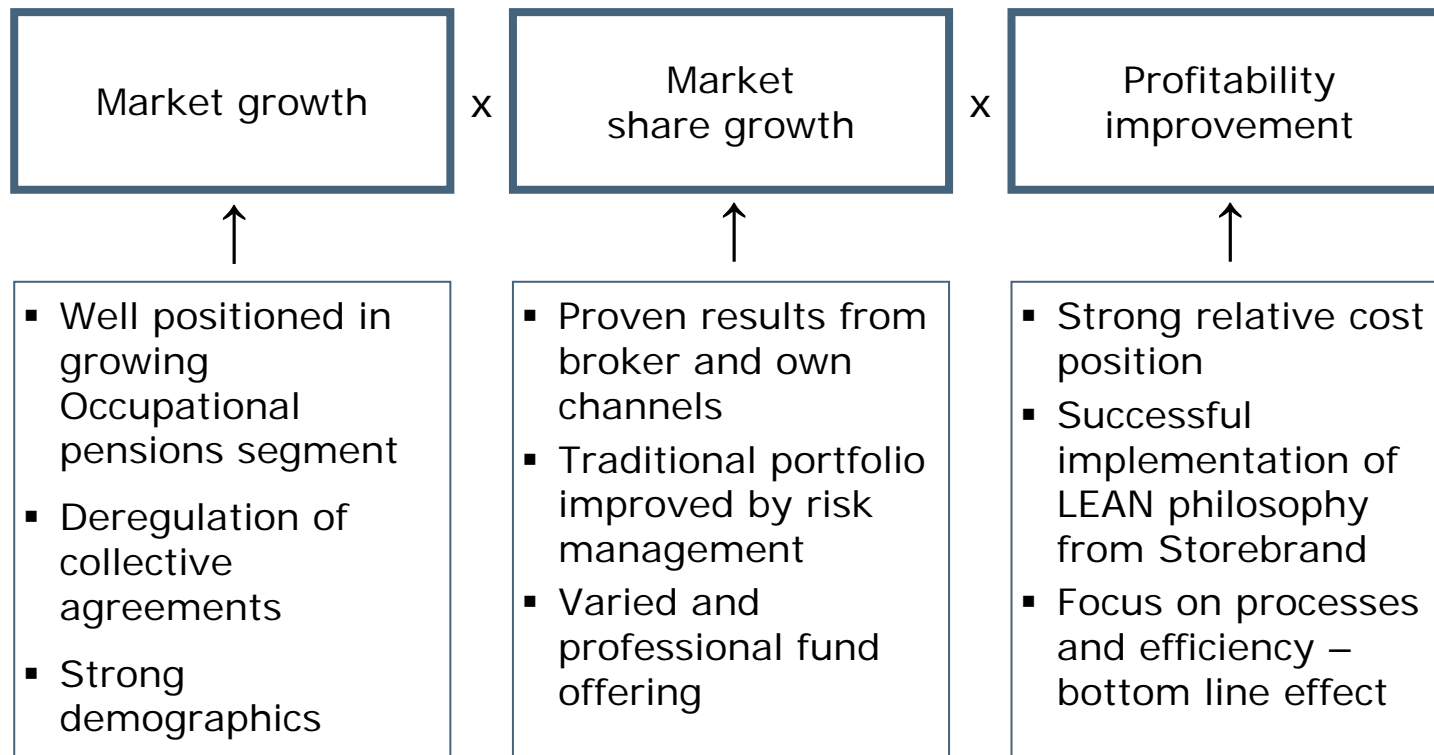 Market growth
x
Market
share growth
x
Profitability
improvement
↑
↑
↑
▪ Well positioned in
growing
Occupational
pensions segment
▪ Deregulation of
collective
agreements
▪ Strong
demographics
▪ Proven results from
broker and own
channels
▪ Traditional portfolio
improved by risk
management
▪ Varied and
professional fund
offering
▪ Strong relative cost
position
▪ Successful
implementation of
LEAN philosophy
from Storebrand
▪ Focus on processes
and efficiency –
bottom line effect